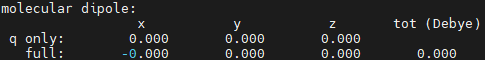 molecular dipole:
x y z tot (Debye)
q only: 0.000 0.000 0.000
full: -0.000 0.000 0.000 0.000